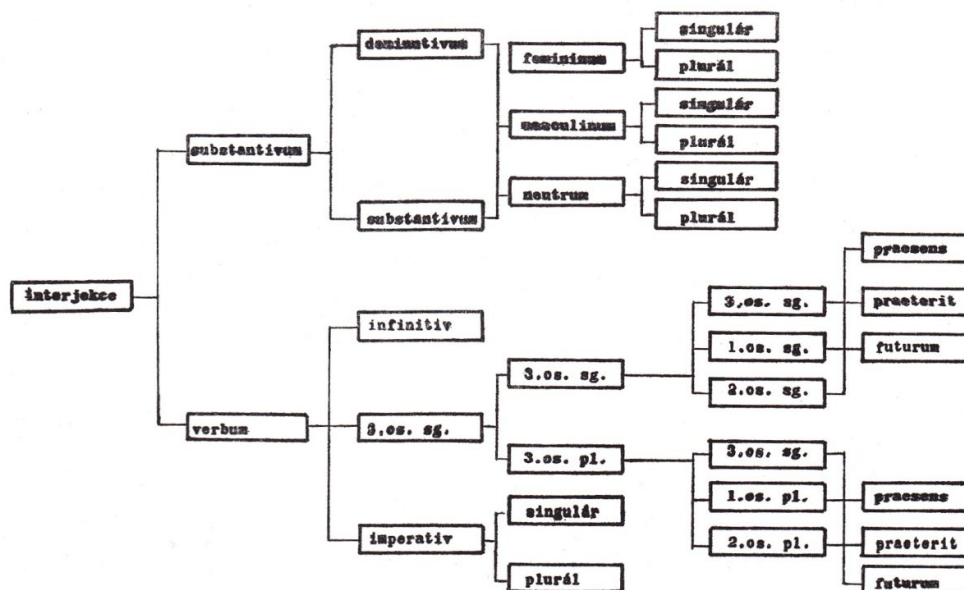 singulár
deminutivum
femininum
plurál
singulár
masculinum
substantivum
plurál
singulár
neutrum
substantivum
plurál
praesens
interjekce
3.os. sg.
praeterit
infinitiv
1.os. sg.
futurum
3.os. sg.
2.os. sg.
verbum
3.os. sg.
3.os. pl.
3.os. sg.
1.os. pl.
praesens
singulár
imperativ
2.os. pl.
praeterit
plurál
futurum